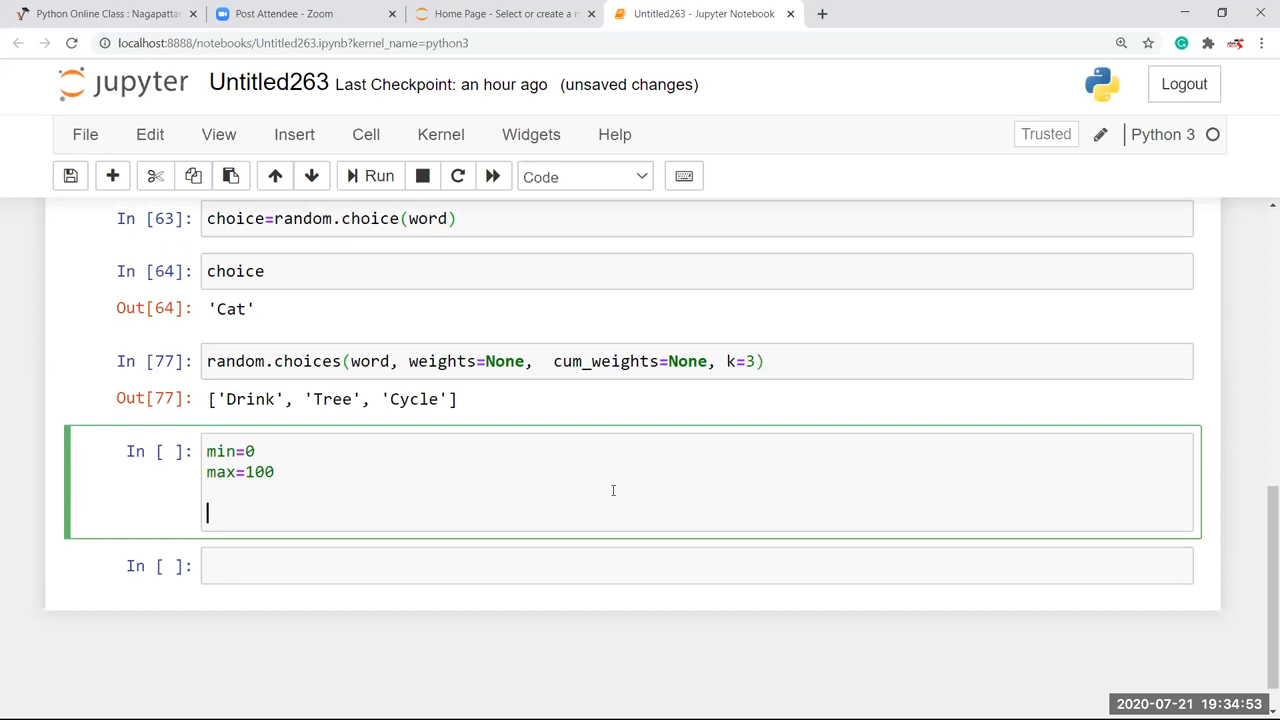 Python Online Class : Nagapatta
Post Attendee - Zoom
Home Page - Select or create a n
Untitled263 - Jupyter Notebook
localhost:8888/notebooks/Untitled263.ipynb?kernel_name=python3
jupyter Untitled263 Last Checkpoint: an hour ago (unsaved changes)
Logout
File Edit View Insert Cell Kernel Widgets Help
Trusted Python 3
Run Code
In [63]: choice=random.choice(word)
In [64]: choice
Out[64]: 'Cat'
In [77]: random.choices(word, weights=None,  cum_weights=None, k=3)
Out[77]: ['Drink', 'Tree', 'Cycle']
In [ ]: min=0
max=100
In [ ]:
2020-07-21 19:34:53